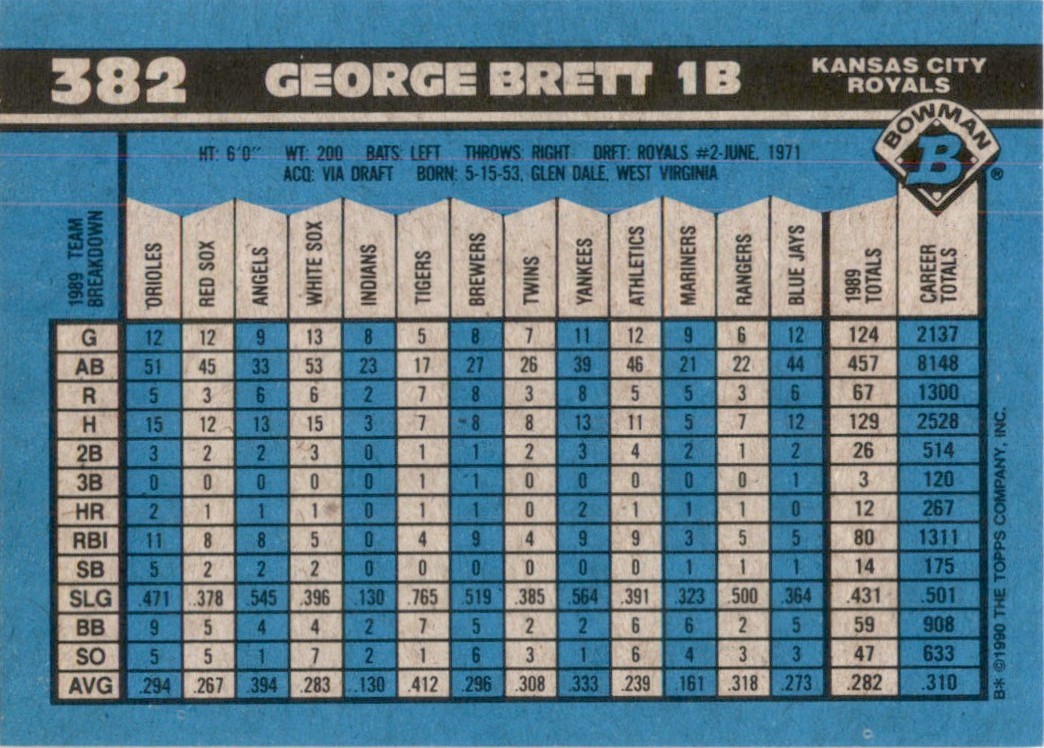 382 GEORGE BRETT 1B KANSAS CITY
ROYALS
BOWMAN
B ®
HT: 6'0" WT: 200 BATS: LEFT THROWS: RIGHT DRFT: ROYALS #2-JUNE, 1971
ACQ: VIA DRAFT BORN: 5-15-53, GLEN DALE, WEST VIRGINIA
1989 TEAM BREAKDOWN ORIOLES RED SOX ANGELS WHITE SOX INDIANS TIGERS BREWERS TWINS YANKEES ATHLETICS MARINERS RANGERS BLUE JAYS 1989 TOTALS CAREER TOTALS
G 12 12 9 13 8 5 8 7 11 12 9 6 12 124 2137
AB 51 45 33 53 23 17 27 26 39 46 21 22 44 457 8148
R 5 3 6 6 2 7 8 3 8 5 5 3 6 67 1300
H 15 12 13 15 3 7 8 8 13 11 5 7 12 129 2528
2B 3 2 2 3 0 1 1 2 3 4 2 1 2 26 514
3B 0 0 0 0 0 1 1 0 0 0 0 0 1 3 120
HR 2 1 1 1 0 1 1 0 2 1 1 1 0 12 267
RBI 11 8 8 5 0 4 9 4 9 9 3 5 5 80 1311
SB 5 2 2 2 0 0 0 0 0 0 1 1 1 14 175
SLG .471 .378 .545 .396 .130 .765 .519 .385 .564 .391 .323 .500 .364 .431 .501
BB 9 5 4 4 2 7 5 2 2 6 6 2 5 59 908
SO 5 5 1 7 2 1 6 3 1 6 4 3 3 47 633
AVG .294 .267 .394 .283 .130 .412 .296 .308 .333 .239 .161 .318 .273 .282 .310
B* ©1990 THE TOPPS COMPANY, INC.